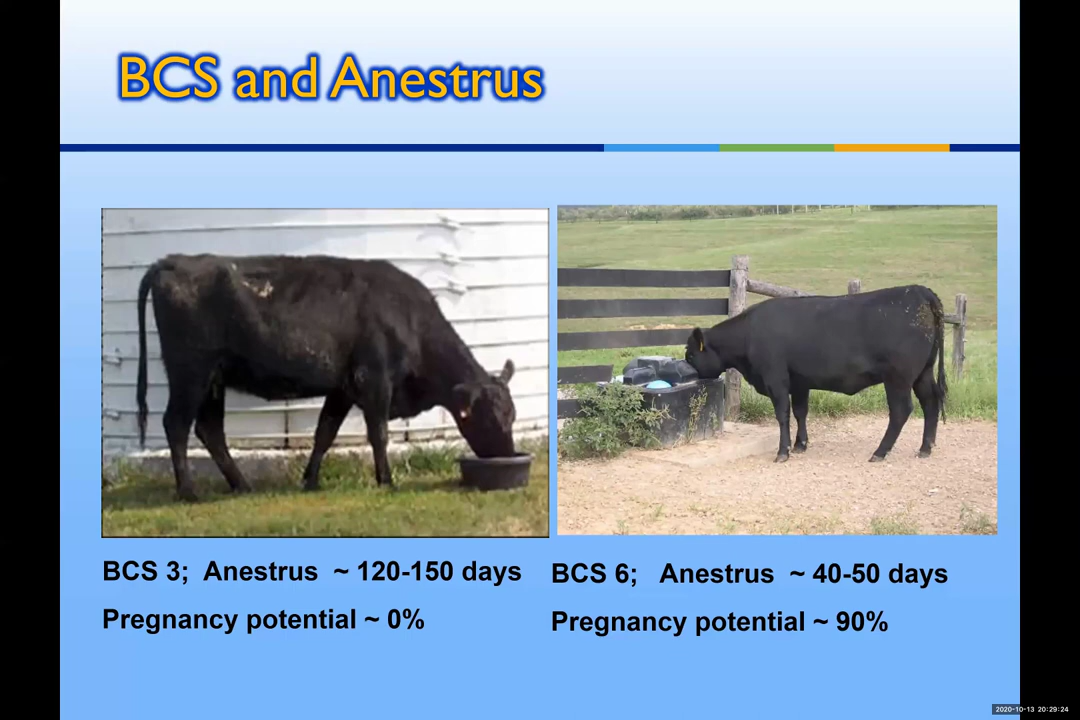 BCS and Anestrus
BCS 3; Anestrus ~ 120-150 days
Pregnancy potential ~ 0%
BCS 6; Anestrus ~ 40-50 days
Pregnancy potential ~ 90%
2020-10-13 20:29:24